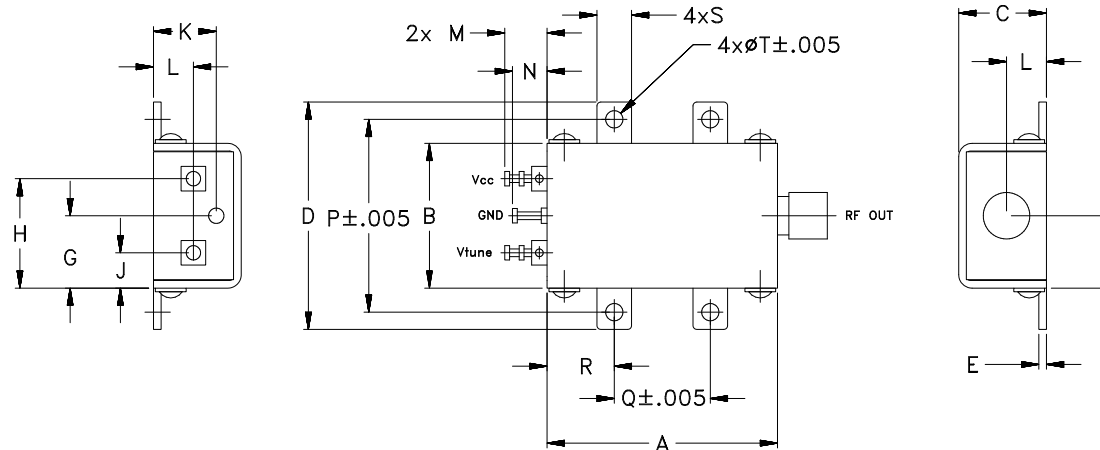 K
L
H
G
J
2x M
N
4xS
4xøT±.005
D
P±.005
B
Vcc
GND
Vtune
RF OUT
R
Q±.005
A
C
L
E